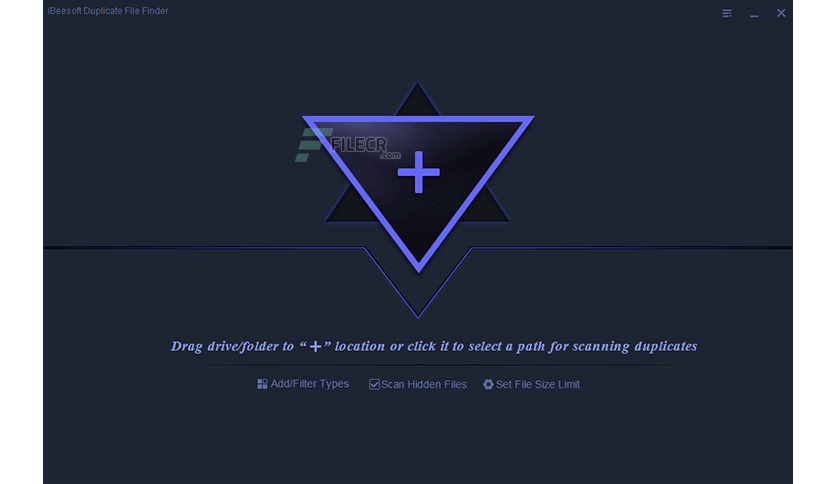 iBeesoft Duplicate File Finder
FILECR
.com
Drag drive/folder to “ + ” location or click it to select a path for scanning duplicates
Add/Filter Types Scan Hidden Files Set File Size Limit